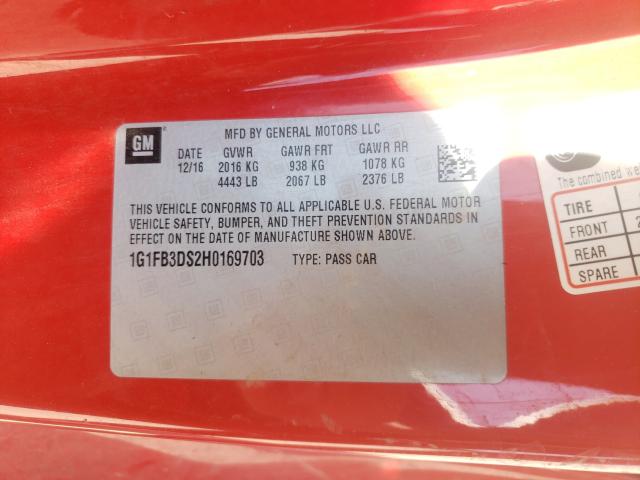 GM
MFD BY GENERAL MOTORS LLC
DATE GVWR GAWR FRT GAWR RR
12/16 2016 KG 938 KG 1078 KG
4443 LB 2067 LB 2376 LB
THIS VEHICLE CONFORMS TO ALL APPLICABLE U.S. FEDERAL MOTOR
VEHICLE SAFETY, BUMPER, AND THEFT PREVENTION STANDARDS IN
EFFECT ON THE DATE OF MANUFACTURE SHOWN ABOVE.
1G1FB3DS2H0169703 TYPE: PASS CAR
The combined
TIRE
FRONT
REAR
SPARE